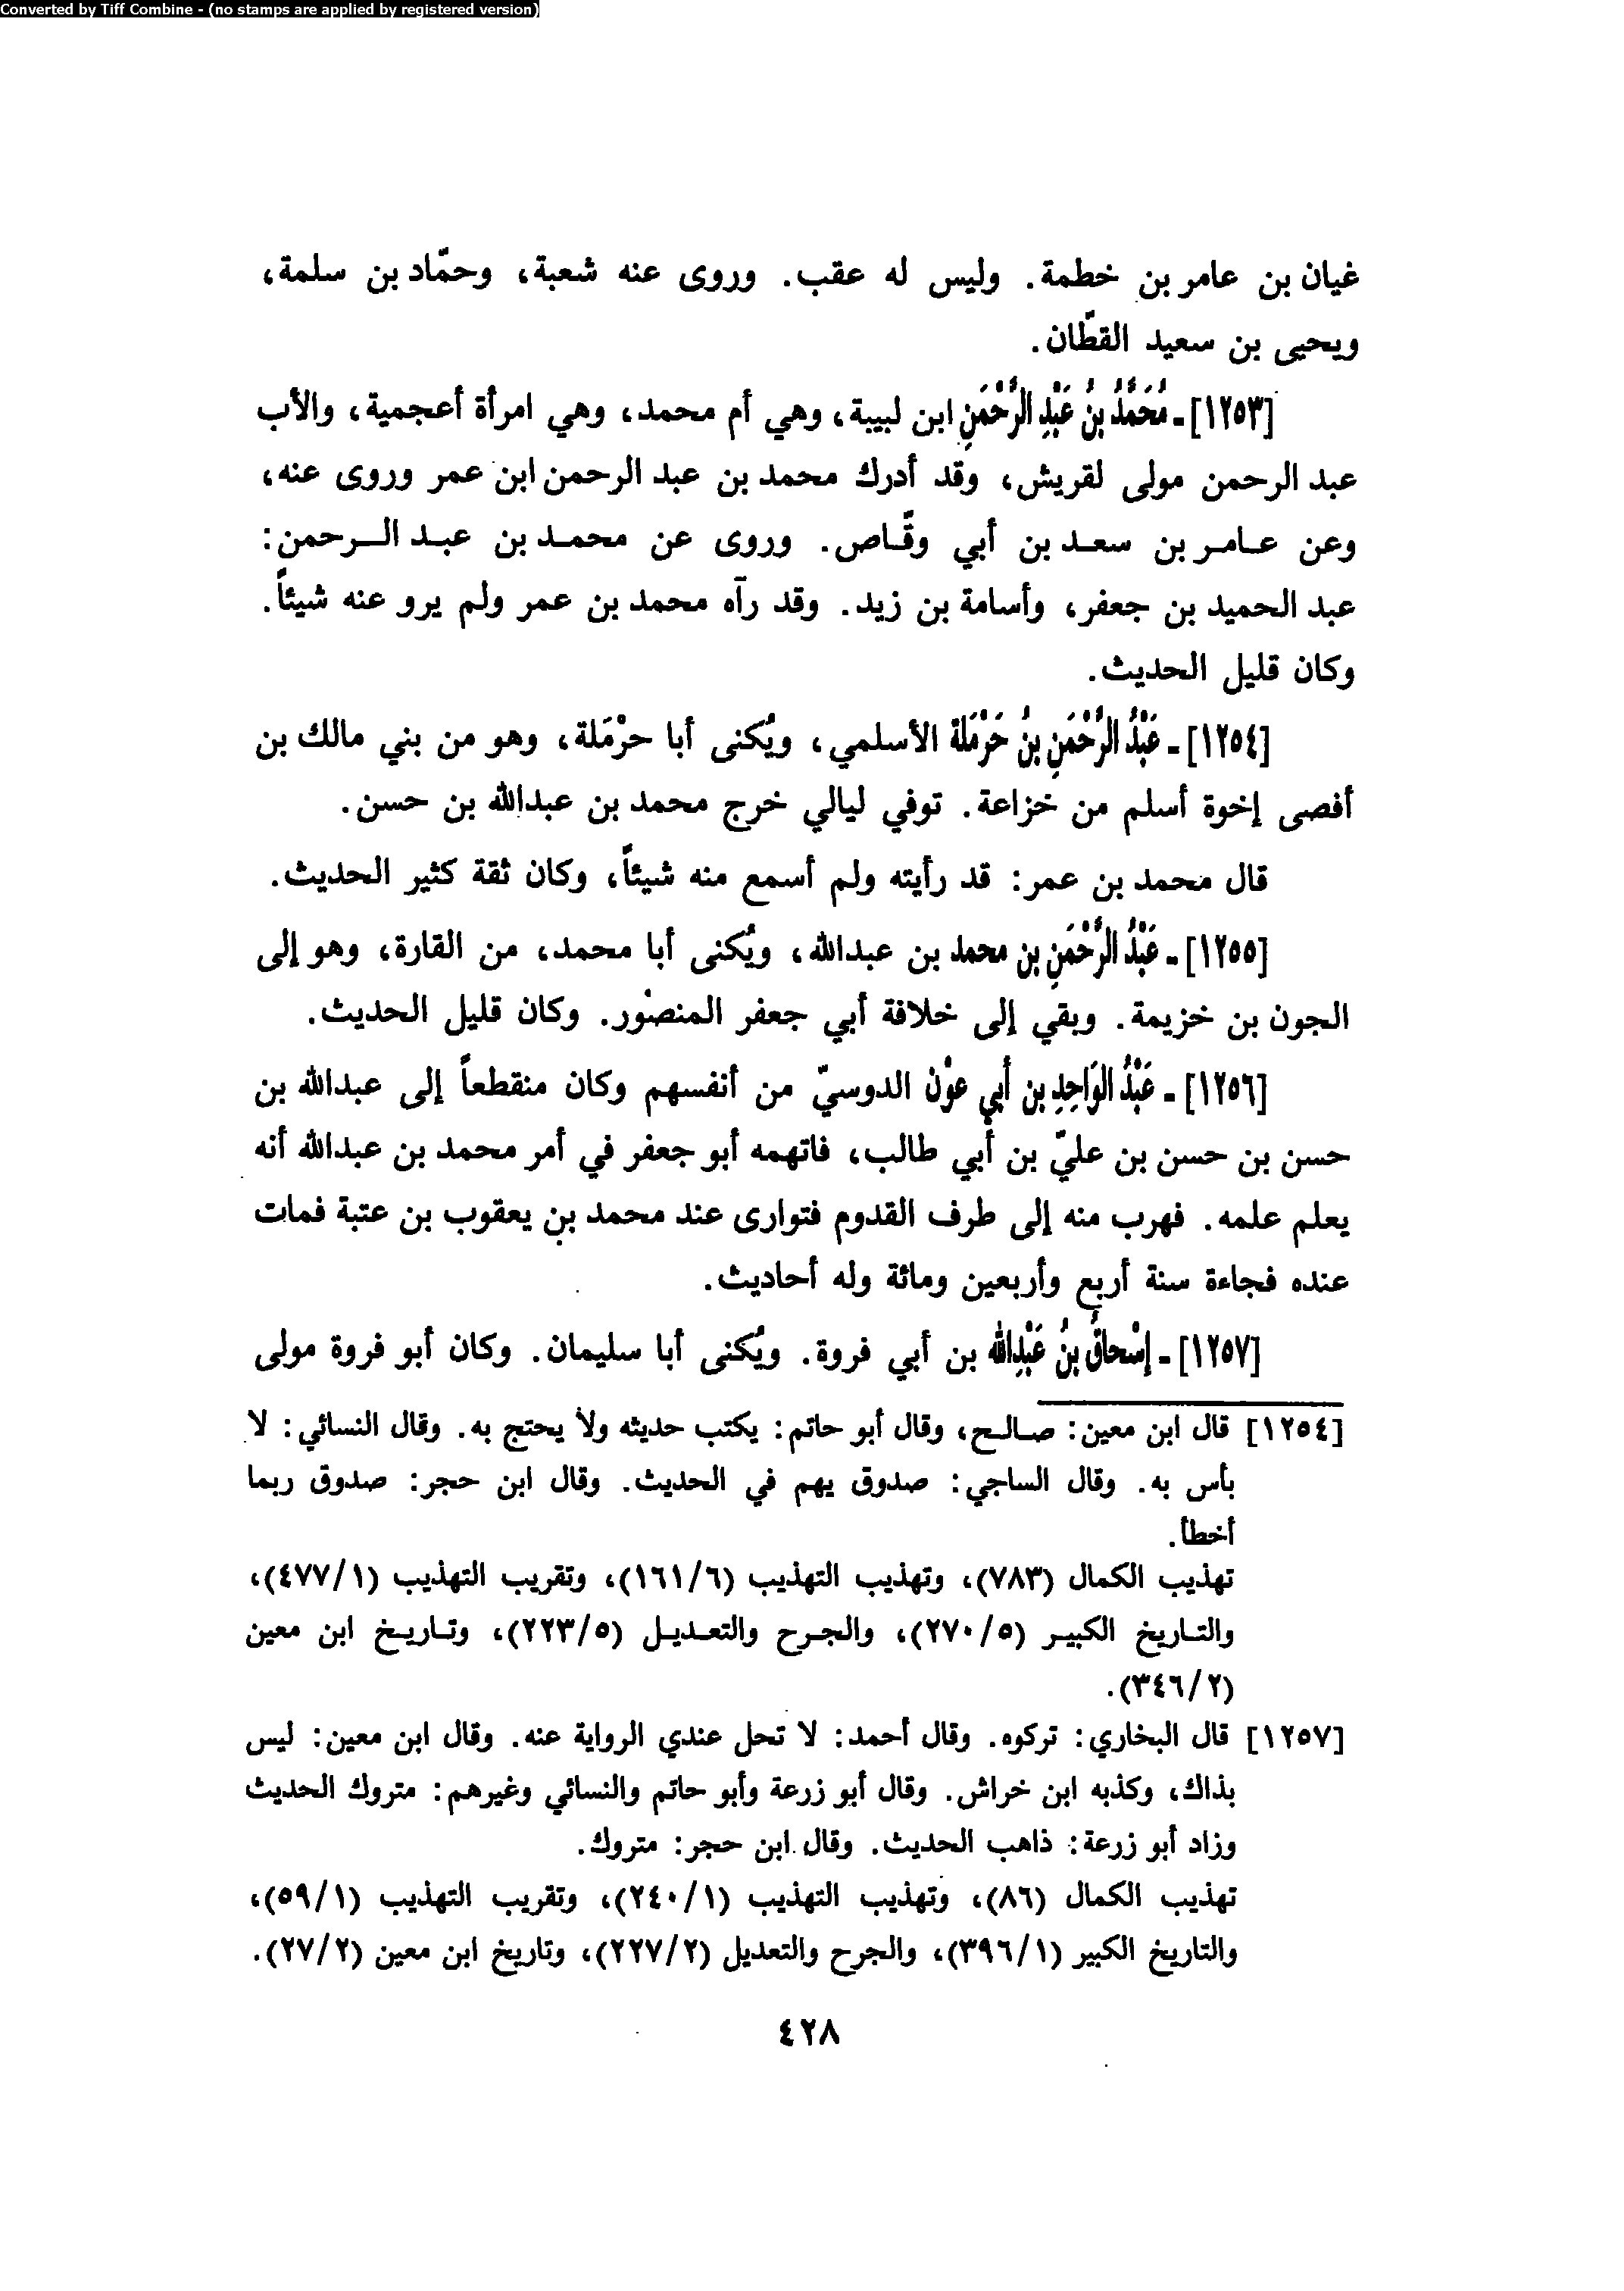 Converted by Tiff Combine - (no stamps are applied by registered version)
غيان بن عامر بن خطمة. وليس له عقب. وروى عنه شعبة، وحمّاد بن سلمة،
ويحيى بن سعيد القطّان.
[١٢٥٣] - مُحَمَّدُ بنُ عَبْدِ الرَّحْمَنِ ابن لبيبة، وهي أم محمد، وهي امرأة أعجمية، والأب
عبد الرحمن مولى لقريش، وقد أدرك محمد بن عبد الرحمن ابن عمر وروى عنه،
وعن عامر بن سعد بن أبي وقّاص. وروى عن محمد بن عبد الرحمن:
عبد الحميد بن جعفر، وأسامة بن زيد. وقد رآه محمد بن عمر ولم يرو عنه شيئاً.
وكان قليل الحديث.
[١٢٥٤] - عَبْدُ الرَّحْمَنِ بنُ حَرْمَلَة الأسلمي، ويُكنى أبا حرْمَلة، وهو من بني مالك بن
أفصى إخوة أسلم من خزاعة. توفي ليالي خرج محمد بن عبدالله بن حسن.
قال محمد بن عمر: قد رأيته ولم أسمع منه شيئاً، وكان ثقة كثير الحديث.
[١٢٥٥] - عَبْدُ الرَّحْمَنِ بن محمد بن عبدالله، ويُكنى أبا محمد، من القارة، وهو إلى
الجون بن خزيمة. وبقي إلى خلافة أبي جعفر المنصُور. وكان قليل الحديث.
[١٢٥٦] - عَبْدُ الوَاحِدِ بن أبي عوْن الدوسيّ من أنفسهم وكان منقطعاً إلى عبدالله بن
حسن بن حسن بن عليّ بن أبي طالب، فاتهمه أبو جعفر في أمر محمد بن عبدالله أنه
يعلم علمه. فهرب منه إلى طرف القدوم فتوارى عند محمد بن يعقوب بن عتبة فمات
عنده فجاءة سنة أربع وأربعين ومائة وله أحاديث.
[١٢٥٧] - إسْحاقُ بنُ عَبْدِالله بن أبي فروة. ويُكنى أبا سليمان. وكان أبو فروة مولى
[١٢٥٤] قال ابن معين: صالح، وقال أبو حاتم: يكتب حديثه ولا يحتج به. وقال النسائي: لا
بأس به. وقال الساجي: صدوق يهم في الحديث. وقال ابن حجر: صدوق ربما
أخطأ.
تهذيب الكمال (٧٨٣)، وتهذيب التهذيب (٦/١٦١)، وتقريب التهذيب (١/٤٧٧)،
والتاريخ الكبير (٥/٢٧٠)، والجرح والتعديل (٥/٢٢٣)، وتاريخ ابن معين
(٢/٣٤٦).
[١٢٥٧] قال البخاري: تركوه. وقال أحمد: لا تحل عندي الرواية عنه. وقال ابن معين: ليس
بذاك، وكذبه ابن خراش. وقال أبو زرعة وأبو حاتم والنسائي وغيرهم: متروك الحديث
وزاد أبو زرعة: ذاهب الحديث. وقال ابن حجر: متروك.
تهذيب الكمال (٨٦)، وتهذيب التهذيب (١/٢٤٠)، وتقريب التهذيب (١/٥٩)،
والتاريخ الكبير (١/٣٩٦)، والجرح والتعديل (٢/٢٢٧)، وتاريخ ابن معين (٢/٢٧).
٤٢٨